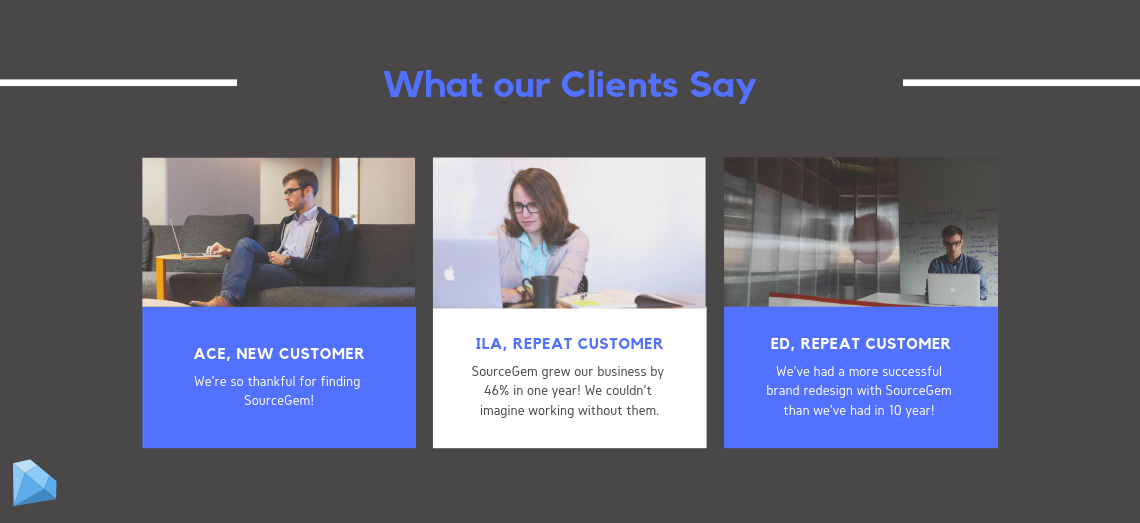 What our Clients Say
ACE, NEW CUSTOMER
We're so thankful for finding
SourceGem!
ILA, REPEAT CUSTOMER
SourceGem grew our business by
46% in one year! We couldn't
imagine working without them.
ED, REPEAT CUSTOMER
We've had a more successful
brand redesign with SourceGem
than we've had in 10 year!